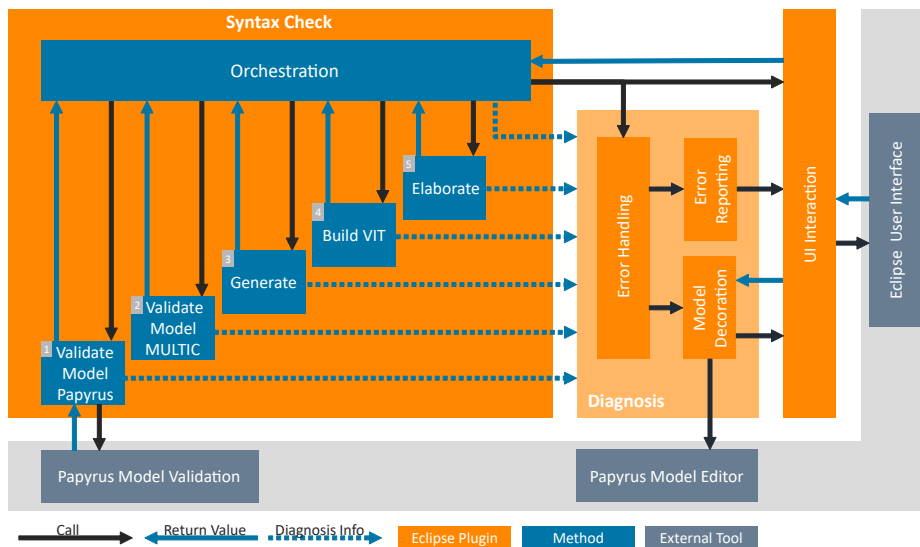 Syntax Check
Orchestration
5
Elaborate
4
Build VIT
3
Generate
2
Validate
Model
MULTIC
1
Validate
Model
Papyrus
Error Handling
Error
Reporting
Model
Decoration
Diagnosis
UI Interaction
Eclipse User Interface
Papyrus Model Validation
Papyrus Model Editor
Call
Return Value
Diagnosis Info
Eclipse Plugin
Method
External Tool